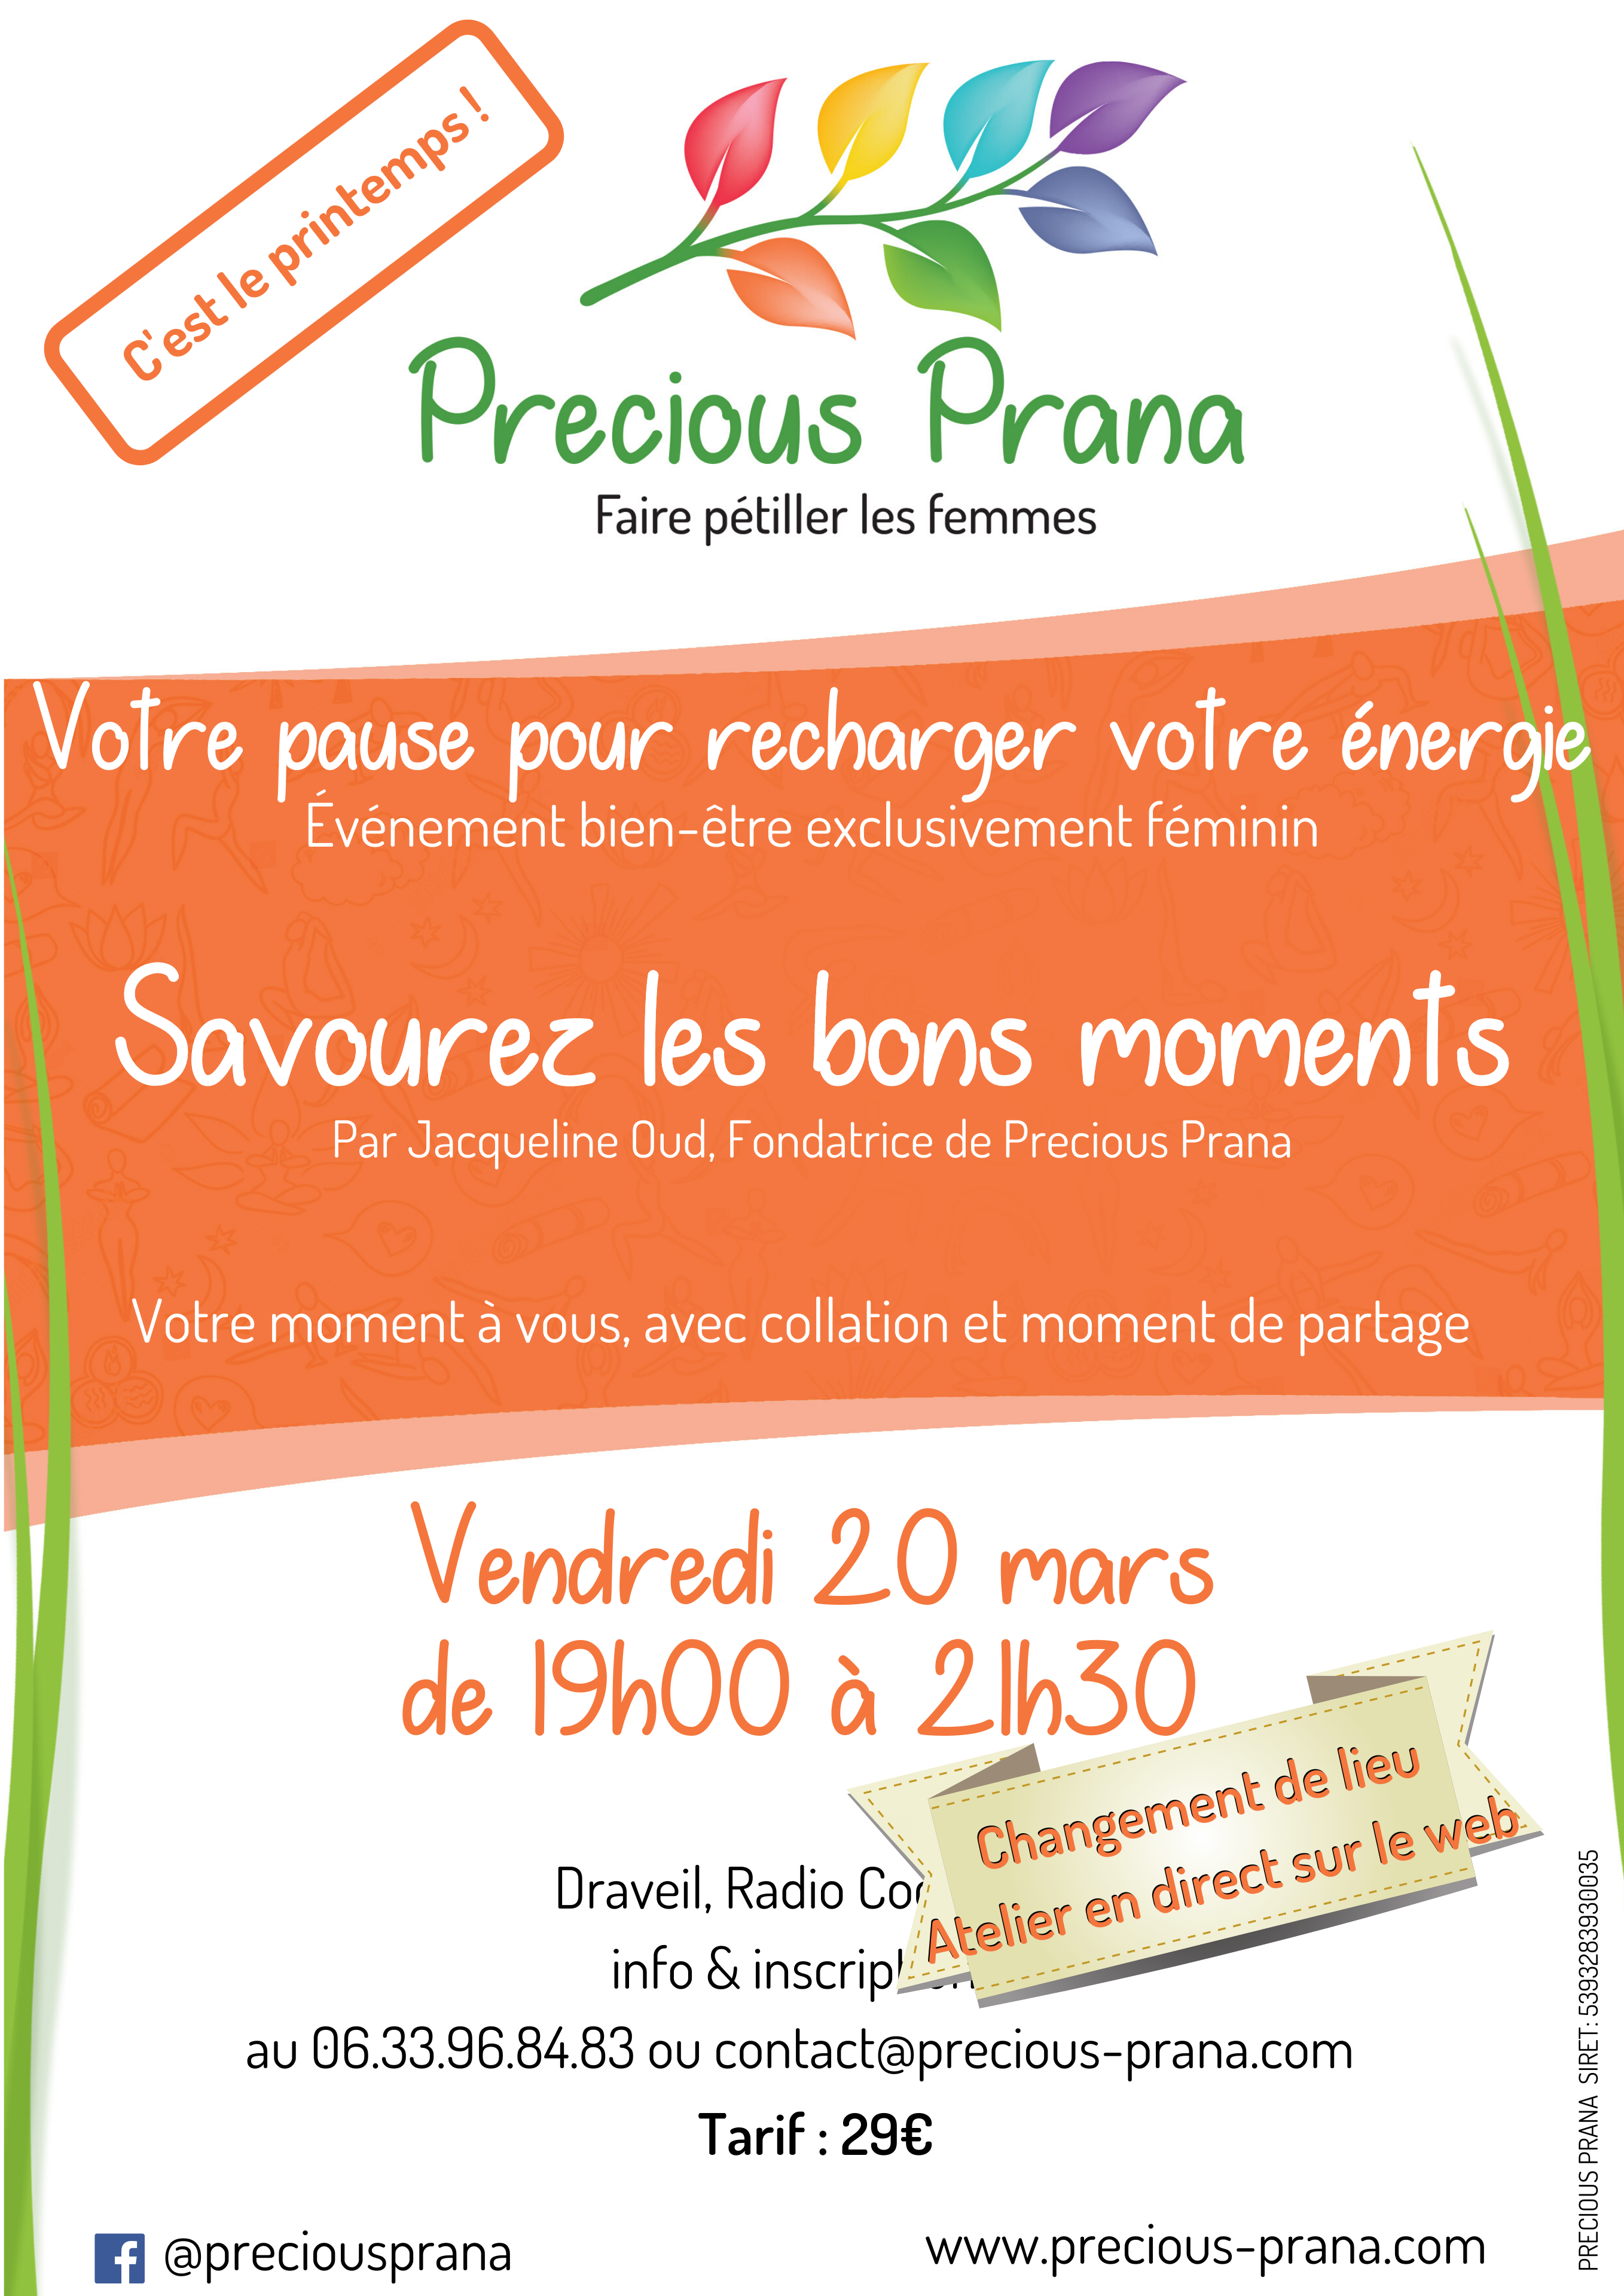 C'est le printemps !
Precious Prana
Faire pétiller les femmes
Votre pause pour recharger votre énergie
Événement bien-être exclusivement féminin
Savourez les bons moments
Par Jacqueline Oud, Fondatrice de Precious Prana
Votre moment à vous, avec collation et moment de partage
Vendredi 20 mars
de 19h00 à 21h30
Changement de lieu
Atelier en direct sur le web
Draveil, Radio
info &
au 06.33.96.84.83 ou contact@precious-prana.com
Tarif : 29€
@preciousprana
www.precious-prana.com
PRECIOUS PRANA SIRET: 53932839300035